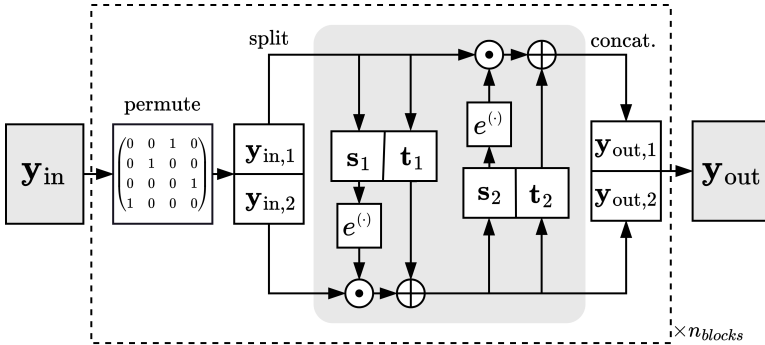 split
concat.
permute
e^(·)
y_in
0 0 1 0
0 1 0 0
0 0 0 1
1 0 0 0
y_in,1
y_in,2
s_1 t_1
e^(·)
s_2 t_2
y_out,1
y_out,2
y_out
×n_blocks